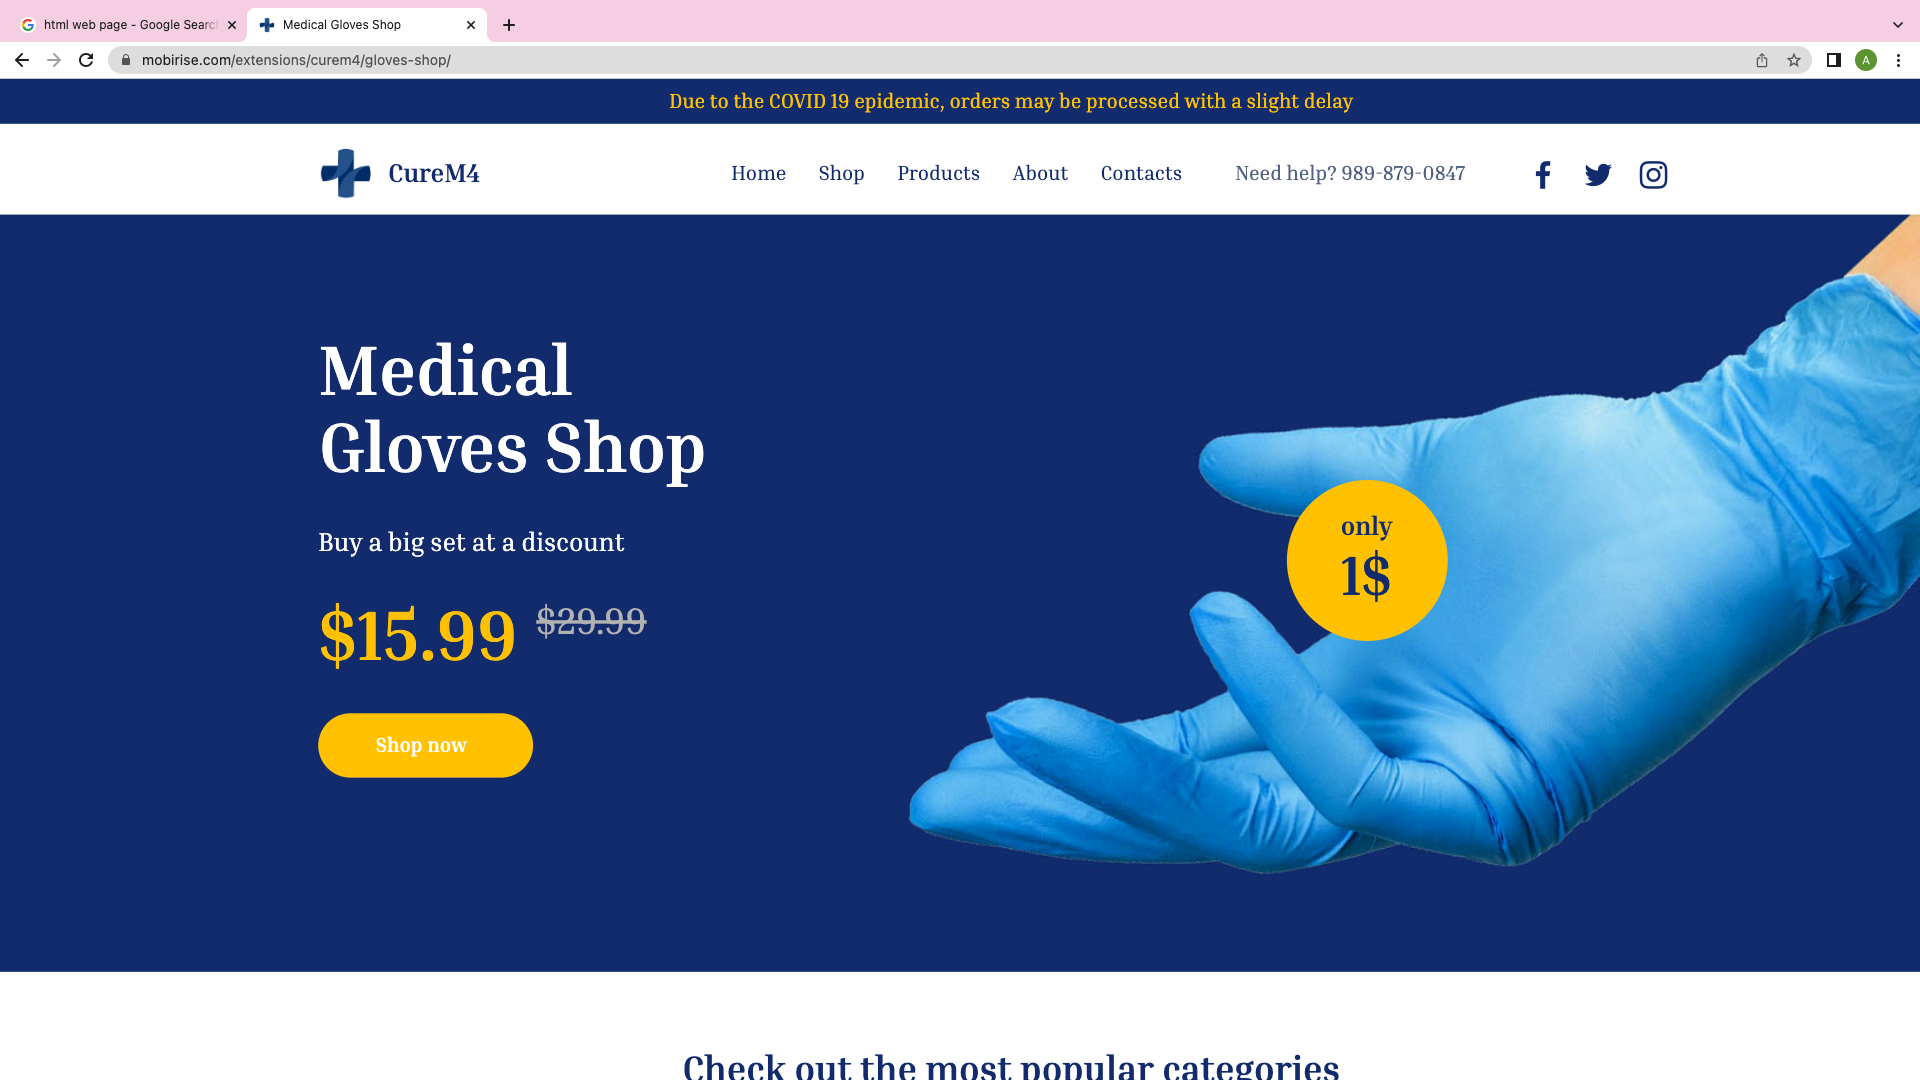 html web page - Google Searc
Medical Gloves Shop
mobirise.com/extensions/curem4/gloves-shop/
A
Due to the COVID 19 epidemic, orders may be processed with a slight delay
CureM4
Home
Shop
Products
About
Contacts
Need help? 989-879-0847
Medical
Gloves Shop
Buy a big set at a discount
$15.99 $29.99
Shop now
only
1$
Check out the most popular categories